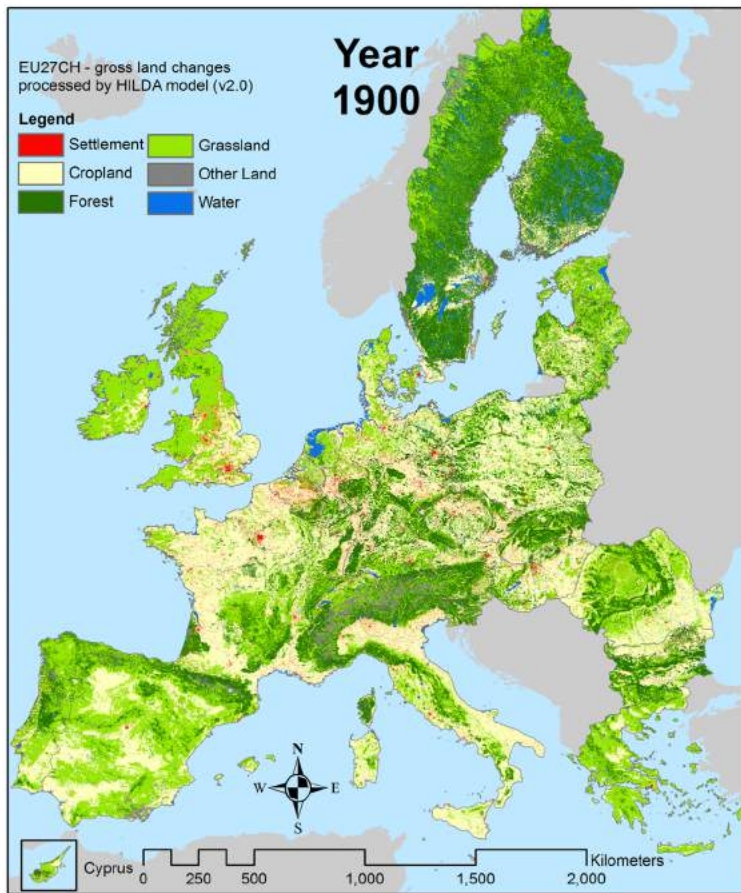 Year
1900
EU27CH - gross land changes
processed by HILDA model (v2.0)
Legend
Settlement
Grassland
Cropland
Other Land
Forest
Water
N
W
E
S
Cyprus
Kilometers
0
250
500
1,000
1,500
2,000